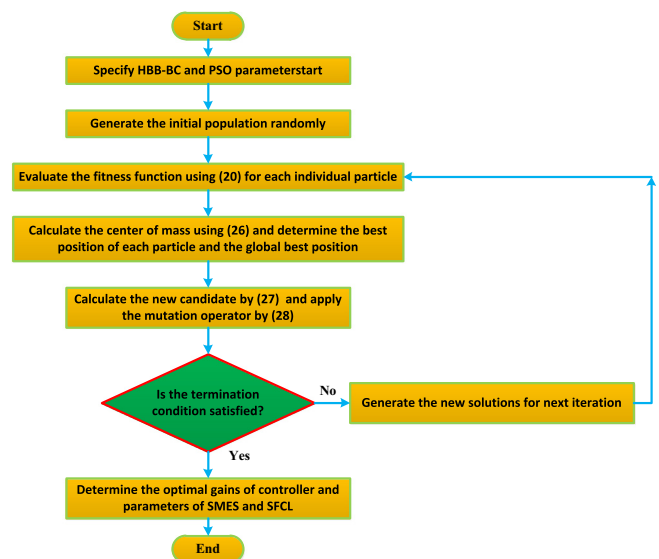 Start
Specify HBB-BC and PSO parameterstart
Generate the initial population randomly
Evaluate the fitness function using (20) for each individual particle
Calculate the center of mass using (26) and determine the best
position of each particle and the global best position
Calculate the new candidate by (27) and apply
the mutation operator by (28)
Is the termination
condition satisfied?
No
Generate the new solutions for next iteration
Yes
Determine the optimal gains of controller and
parameters of SMES and SFCL
End